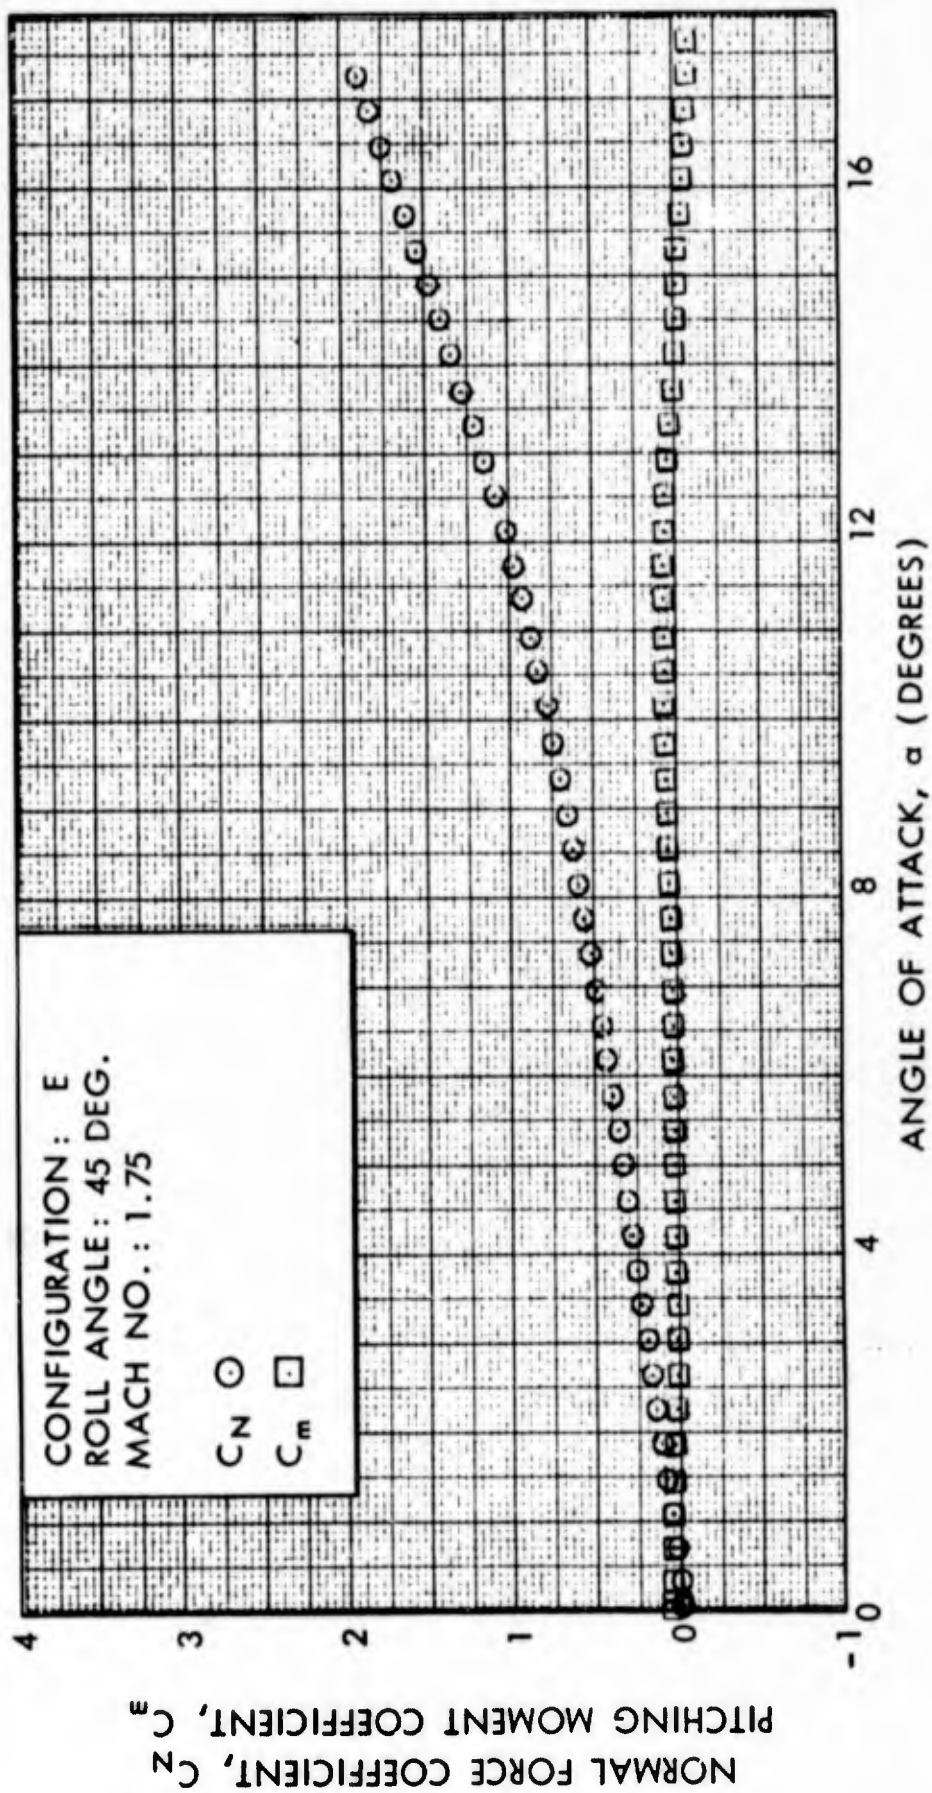 CONFIGURATION : E
ROLL ANGLE : 45 DEG.
MACH NO. : 1.75
C_N
C_m
4
3
2
1
0
-1
0
4
8
12
16
NORMAL FORCE COEFFICIENT, C_N
PITCHING MOMENT COEFFICIENT, C_m
ANGLE OF ATTACK, α (DEGREES)